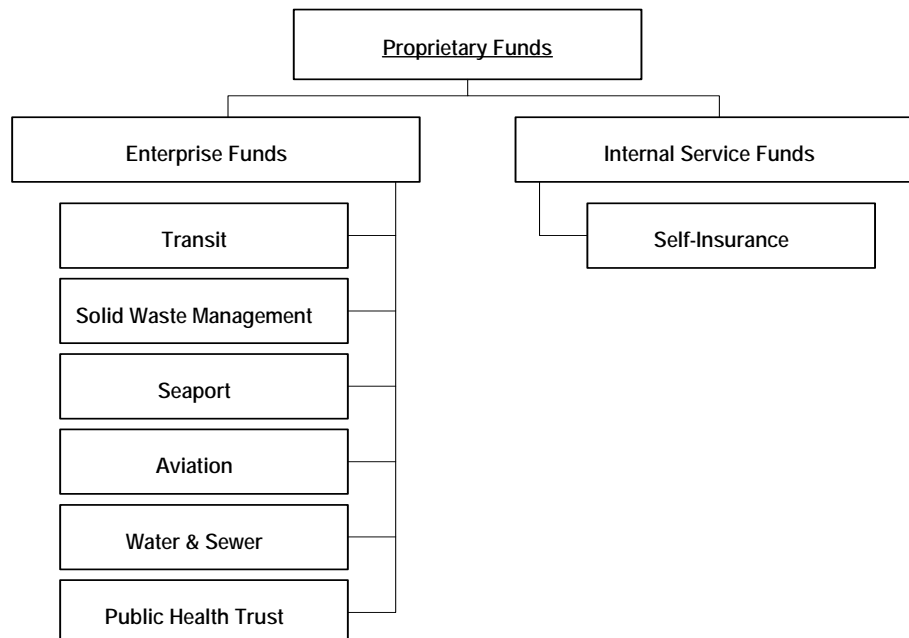 Proprietary Funds
Enterprise Funds
Internal Service Funds
Transit
Self-Insurance
Solid Waste Management
Seaport
Aviation
Water & Sewer
Public Health Trust